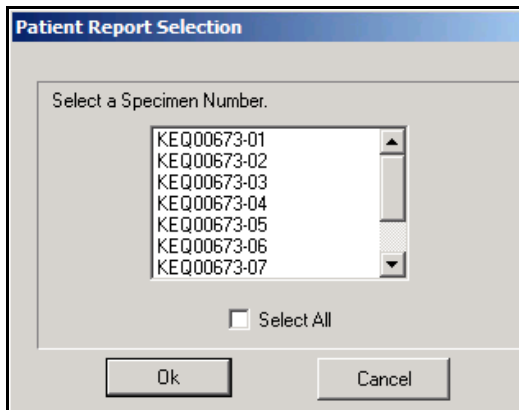 Patient Report Selection
Select a Specimen Number.
KEQ00673-01
KEQ00673-02
KEQ00673-03
KEQ00673-04
KEQ00673-05
KEQ00673-06
KEQ00673-07
Select All
Ok
Cancel